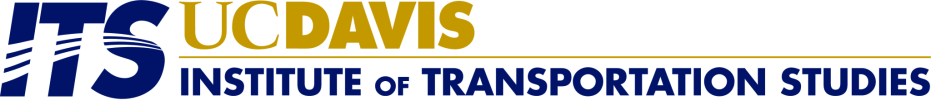 ITS
UCDAVIS
INSTITUTE OF TRANSPORTATION STUDIES